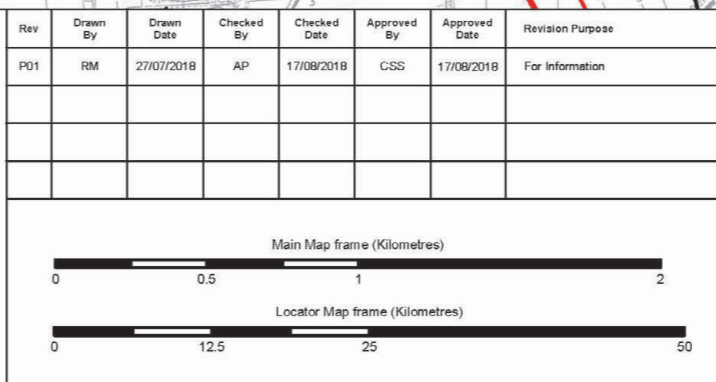 Rev Drawn By Drawn Date Checked By Checked Date Approved By Approved Date Revision Purpose
P01 RM 27/07/2018 AP 17/08/2018 CSS 17/08/2018 For Information
Main Map frame (Kilometres)
0 0.5 1 2
Locator Map frame (Kilometres)
0 12.5 25 50